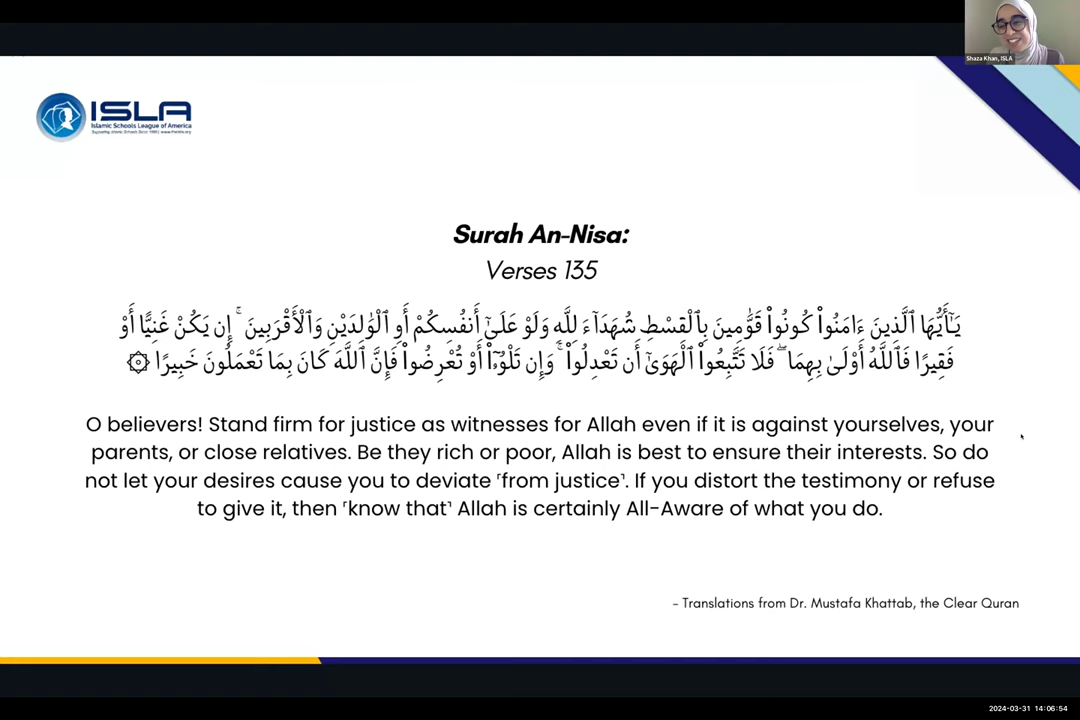 Shaza Khan, ISLA
ISLA
Islamic Schools League of America
Surah An-Nisa:
Verses 135
يَـٰٓأَيُّهَا ٱلَّذِينَ ءَامَنُوا۟ كُونُوا۟ قَوَّٰمِينَ بِٱلْقِسْطِ شُهَدَآءَ لِلَّهِ وَلَوْ عَلَىٰٓ أَنفُسِكُمْ أَوِ ٱلْوَٰلِدَيْنِ وَٱلْأَقْرَبِينَ ۚ إِن يَكُنْ غَنِيًّا أَوْ
فَقِيرًا فَٱللَّهُ أَوْلَىٰ بِهِمَا ۖ فَلَا تَتَّبِعُوا۟ ٱلْهَوَىٰٓ أَن تَعْدِلُوا۟ ۚ وَإِن تَلْوُۥٓا۟ أَوْ تُعْرِضُوا۟ فَإِنَّ ٱللَّهَ كَانَ بِمَا تَعْمَلُونَ خَبِيرًا ۞
O believers! Stand firm for justice as witnesses for Allah even if it is against yourselves, your
parents, or close relatives. Be they rich or poor, Allah is best to ensure their interests. So do
not let your desires cause you to deviate ˹from justice˺. If you distort the testimony or refuse
to give it, then ˹know that˺ Allah is certainly All-Aware of what you do.
- Translations from Dr. Mustafa Khattab, the Clear Quran
2024-03-31 14:06:54